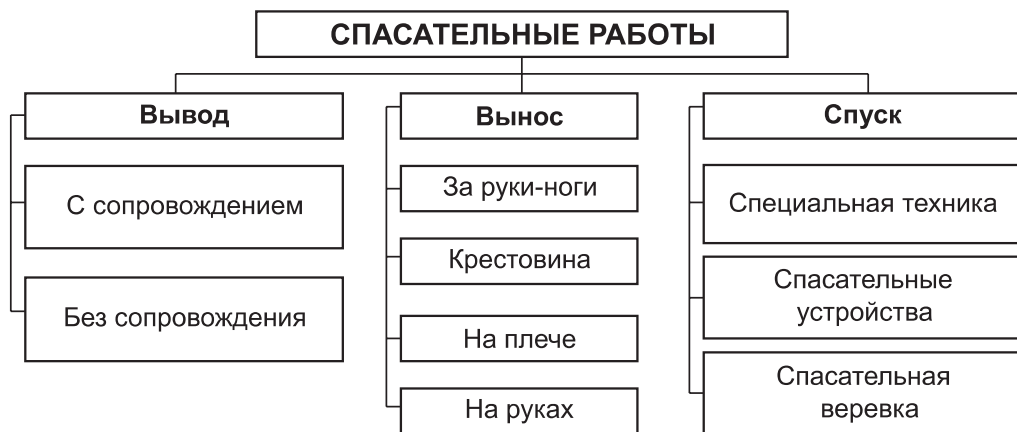 СПАСАТЕЛЬНЫЕ РАБОТЫ
Вывод
С сопровождением
Без сопровождения
Вынос
За руки-ноги
Крестовина
На плече
На руках
Спуск
Специальная техника
Спасательные
устройства
Спасательная
веревка